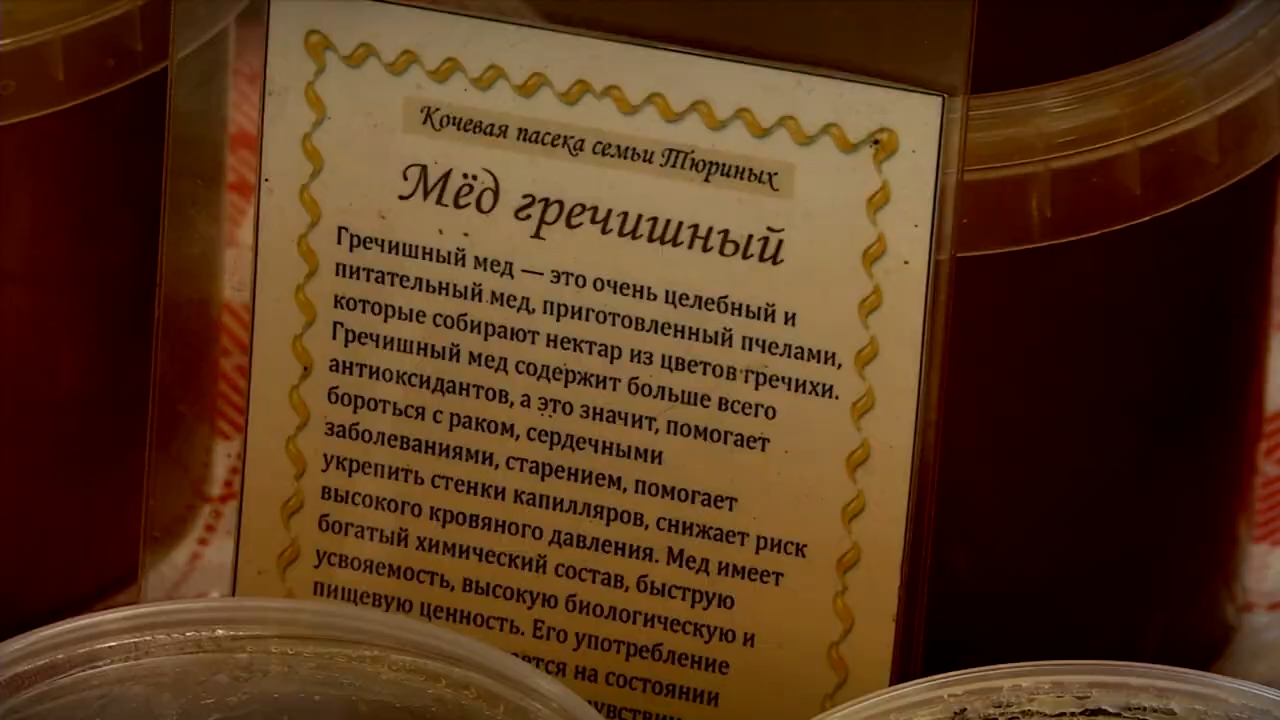 Кочевая пасека семьи Тюриных
Мёд гречишный
Гречишный мед — это очень целебный и
питательный мед, приготовленный пчелами,
которые собирают нектар из цветов гречихи.
Гречишный мед содержит больше всего
антиоксидантов, а это значит, помогает
бороться с раком, сердечными
заболеваниями, старением, помогает
укрепить стенки капилляров, снижает риск
высокого кровяного давления. Мед имеет
богатый химический состав, быструю
усвояемость, высокую биологическую и
пищевую ценность. Его употребление
на состоянии